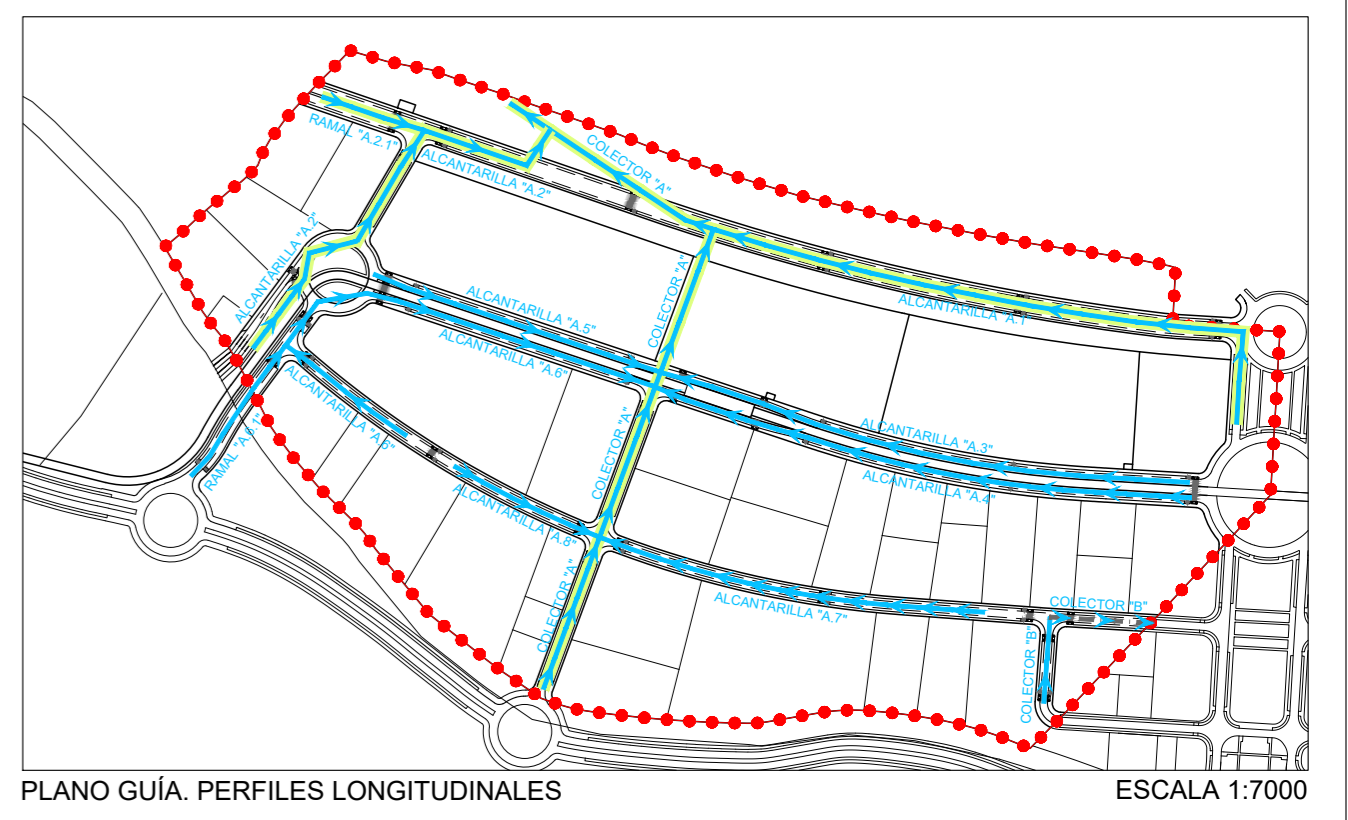 RAMAL "A.2.1"
ALCANTARILLA "A.2"
COLECTOR "A"
ALCANTARILLA "A.2"
COLECTOR "A"
ALCANTARILLA "A.1"
ALCANTARILLA "A.5"
ALCANTARILLA "A.6"
ALCANTARILLA "A.6"
RAMAL "A.6.1"
COLECTOR "A"
ALCANTARILLA "A.3"
ALCANTARILLA "A.4"
ALCANTARILLA "A.8"
COLECTOR "A"
ALCANTARILLA "A.7"
COLECTOR "B"
COLECTOR "B"
PLANO GUÍA. PERFILES LONGITUDINALES
ESCALA 1:7000